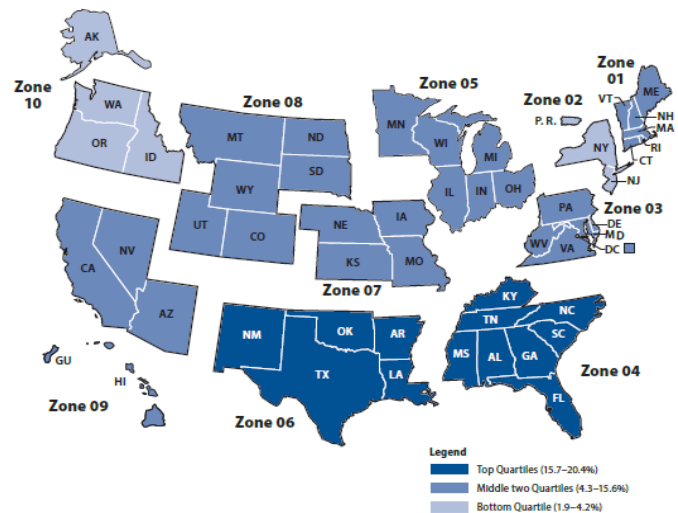 AK
Zone
10
WA
OR
ID
Zone 08
MT
ND
SD
WY
UT
CO
Zone 05
MN
WI
MI
IL
IN
OH
Zone
01
VT
ME
NH
MA
RI
CT
Zone 02
P. R.
NY
NJ
PA
Zone 03
DE
MD
DC
WV
VA
NE
IA
KS
MO
Zone 07
CA
NV
AZ
GU
HI
Zone 09
NM
OK
AR
TX
LA
Zone 06
KY
TN
NC
SC
MS
AL
GA
FL
Zone 04
Legend
Top Quartiles (15.7–20.4%)
Middle two Quartiles (4.3–15.6%)
Bottom Quartile (1.9–4.2%)